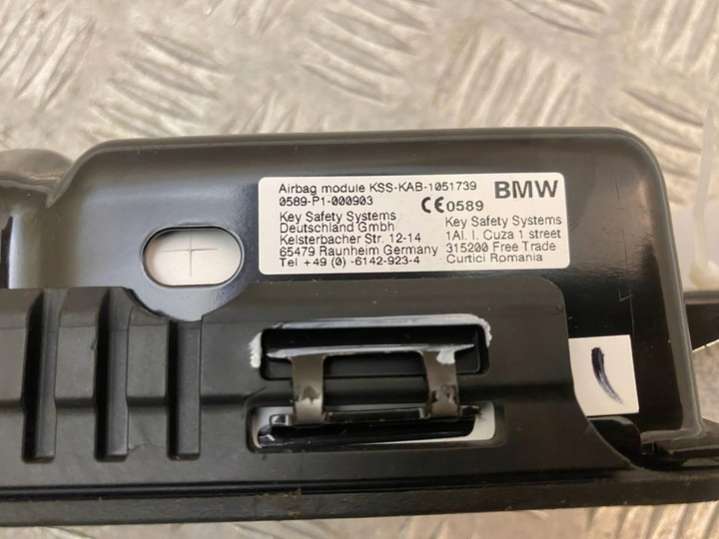 Airbag module KSS-KAB-1051739
0589-P1-000903
BMW
CE0589
Key Safety Systems
Deutschland Gmbh
Kelsterbacher Str. 12-14
65479 Raunheim Germany
Tel +49 (0) -6142-923-4
Key Safety Systems
1Al. I. Cuza 1 street
315200 Free Trade
Curtici Romania